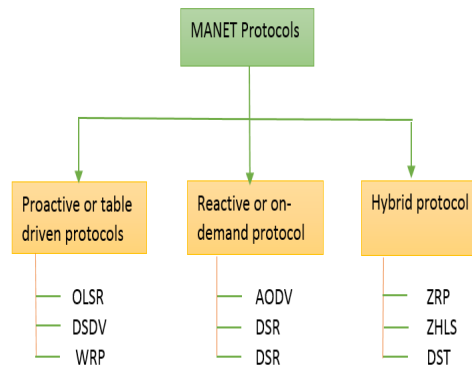 MANET Protocols
Proactive or table
driven protocols
OLSR
DSDV
WRP
Reactive or on-
demand protocol
AODV
DSR
DSR
Hybrid protocol
ZRP
ZHLS
DST